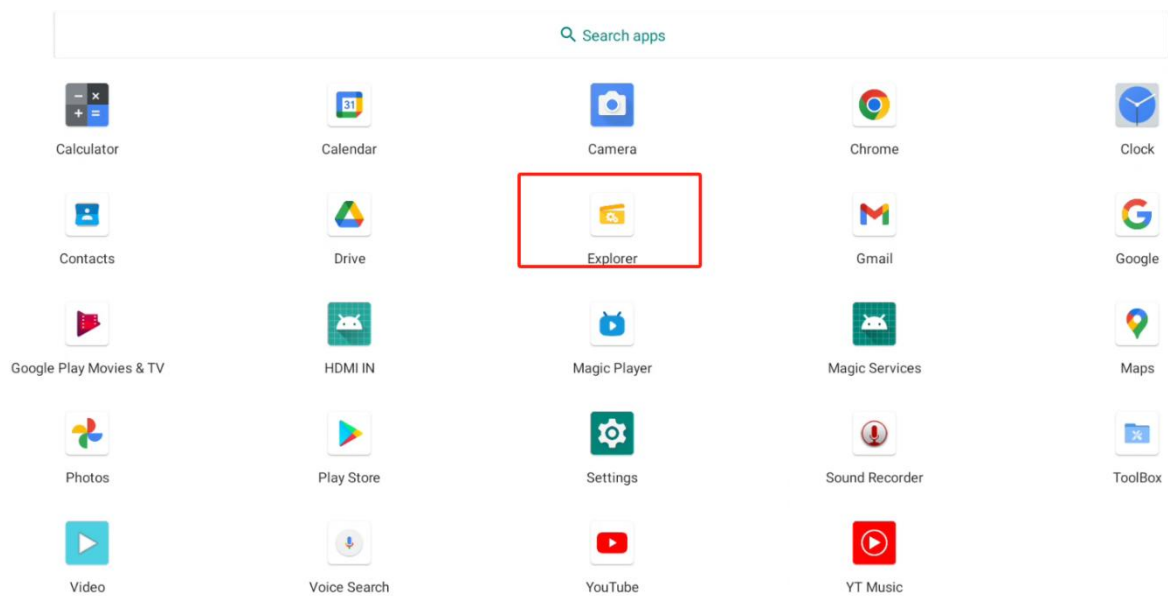 Search apps
31
Calculator
Calendar
Camera
Chrome
Clock
Contacts
Drive
Explorer
Gmail
Google
Google Play Movies & TV
HDMI IN
Magic Player
Magic Services
Maps
Photos
Play Store
Settings
Sound Recorder
ToolBox
Video
Voice Search
YouTube
YT Music